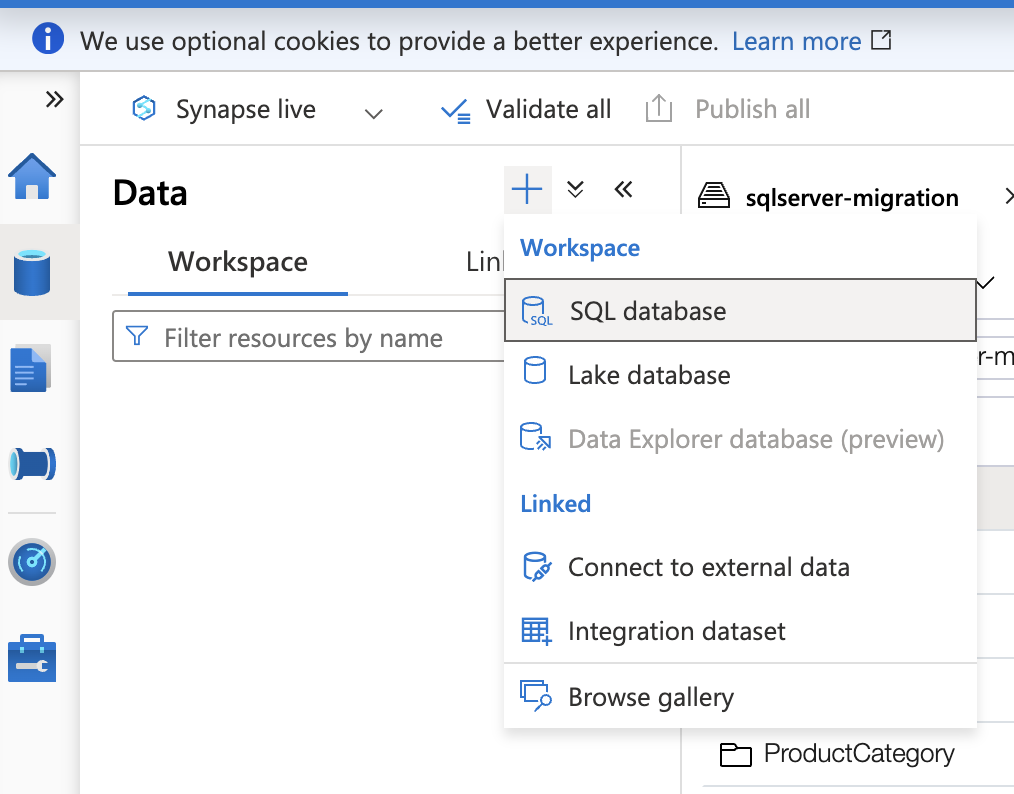 We use optional cookies to provide a better experience. Learn more
Synapse live
Validate all
Publish all
Data
sqlserver-migration
Workspace
Workspace
Filter resources by name
SQL database
SQL
Lake database
Data Explorer database (preview)
Linked
Connect to external data
Integration dataset
Browse gallery
ProductCategory